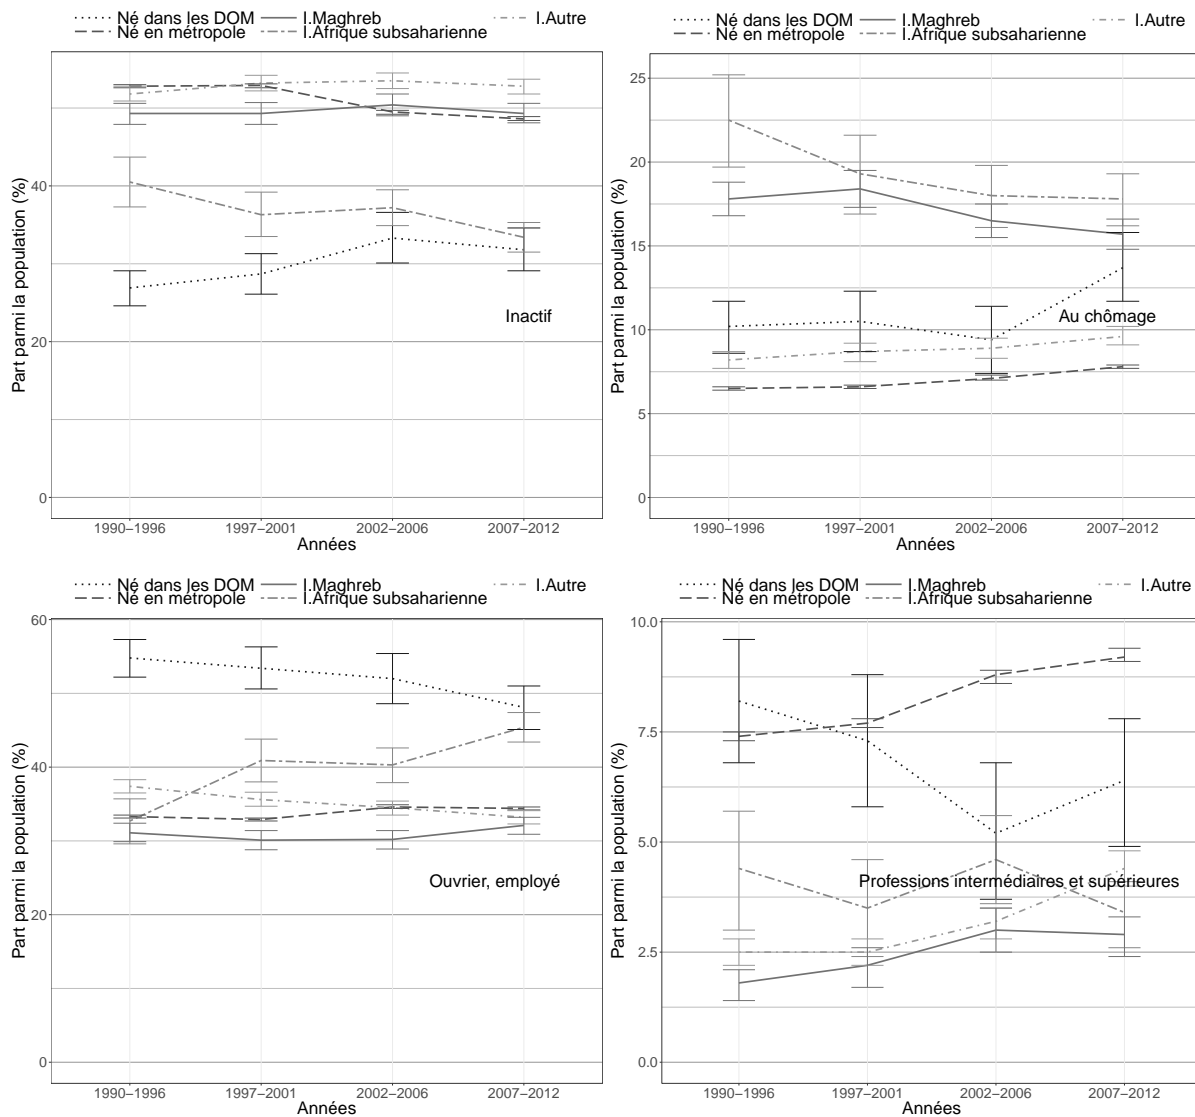 Né dans les DOM I.Maghreb I.Autre
Né en métropole I.Afrique subsaharienne
Part parmi la population (%)
40
20
0
Inactif
1990–1996 1997–2001 2002–2006 2007–2012
Années
Né dans les DOM I.Maghreb I.Autre
Né en métropole I.Afrique subsaharienne
Part parmi la population (%)
25
20
15
10
5
0
Au chômage
1990–1996 1997–2001 2002–2006 2007–2012
Années
Né dans les DOM I.Maghreb I.Autre
Né en métropole I.Afrique subsaharienne
Part parmi la population (%)
60
40
20
0
Ouvrier, employé
1990–1996 1997–2001 2002–2006 2007–2012
Années
Né dans les DOM I.Maghreb I.Autre
Né en métropole I.Afrique subsaharienne
Part parmi la population (%)
10.0
7.5
5.0
2.5
0.0
Professions intermédiaires et supérieures
1990–1996 1997–2001 2002–2006 2007–2012
Années